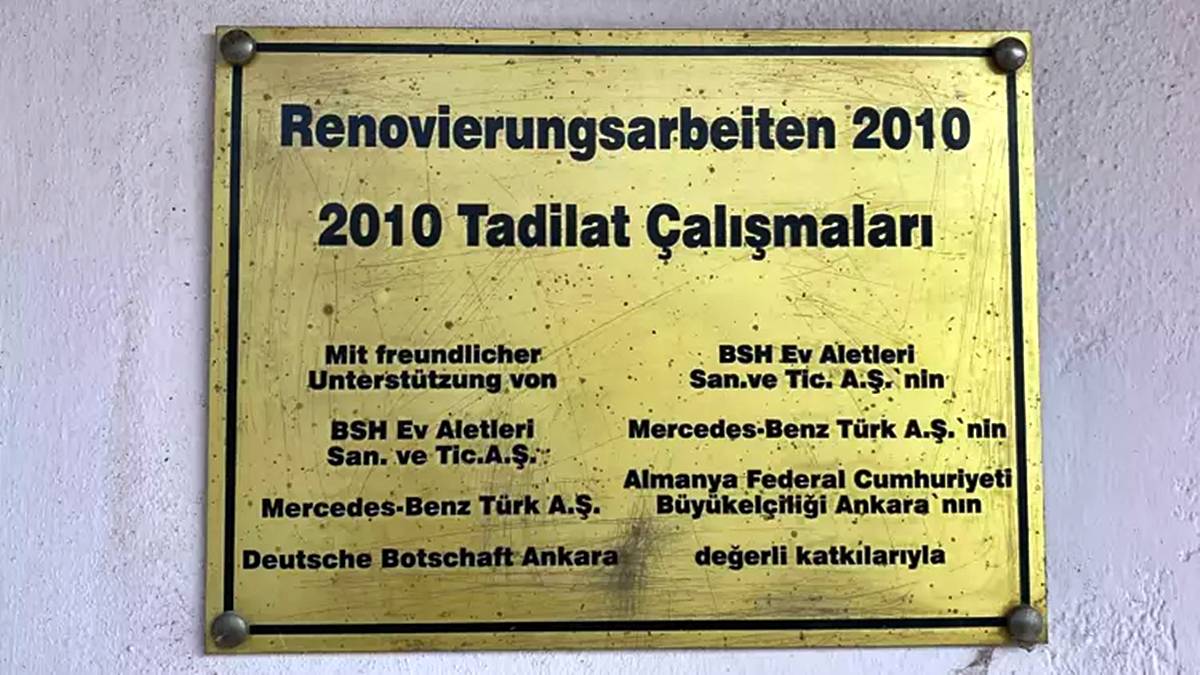 Renovierungsarbeiten 2010
2010 Tadilat Çalışmaları
Mit freundlicher
Unterstützung von
BSH Ev Aletleri
San. ve Tic.A.Ş.
Mercedes-Benz Türk A.Ş.
Deutsche Botschaft Ankara
BSH Ev Aletleri
San.ve Tic. A.Ş.`nin
Mercedes-Benz Türk A.Ş.`nin
Almanya Federal Cumhuriyeti
Büyükelçiliği Ankara`nın
değerli katkılarıyla